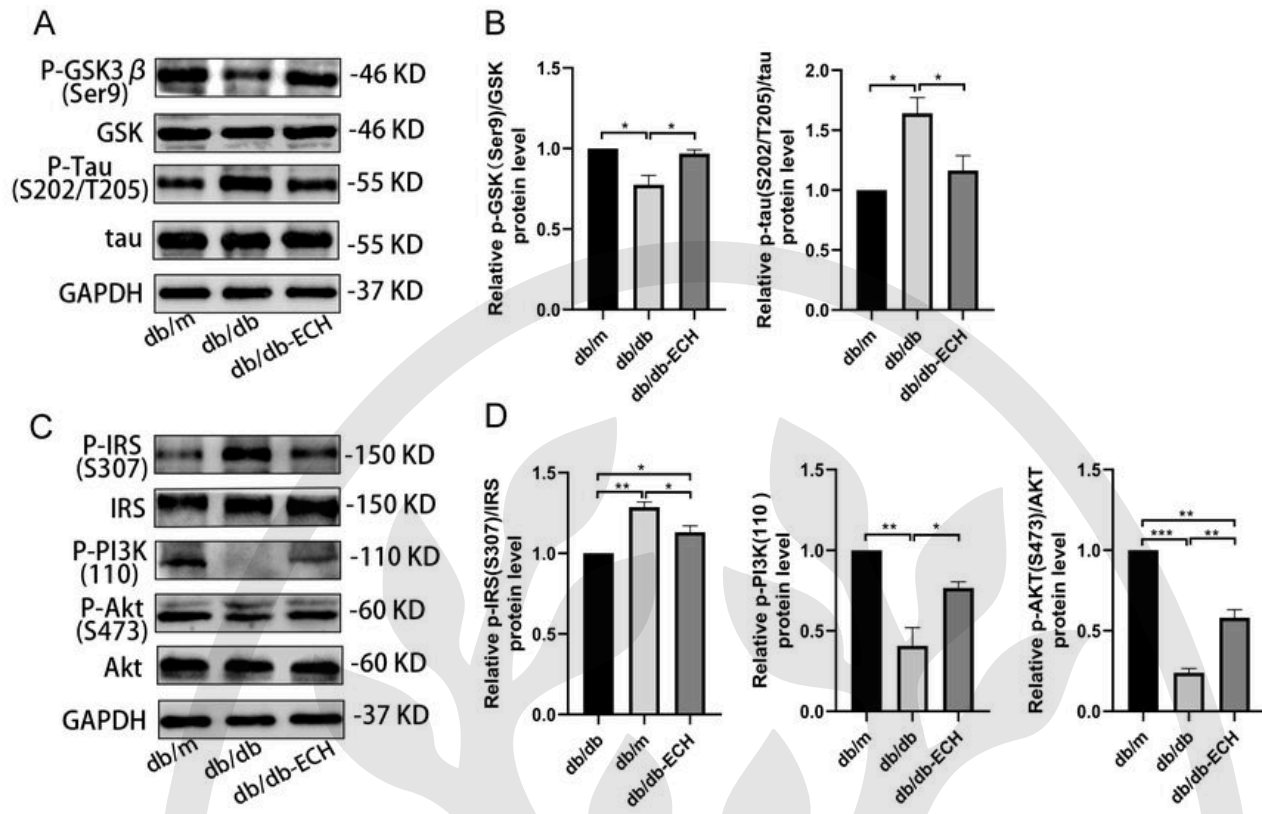 A
P-GSK3 β
(Ser9)
-46 KD
GSK
-46 KD
P-Tau
(S202/T205)
-55 KD
tau
-55 KD
GAPDH
-37 KD
db/m
db/db
db/db-ECH
B
Relative p-GSK(Ser9)/GSK
protein level
1.5
1.0
0.5
0.0
*
*
db/m
db/db
db/db-ECH
Relative p-tau(S202/T205)/tau
protein level
2.0
1.5
1.0
0.5
0.0
*
*
db/m
db/db
db/db-ECH
C
P-IRS
(S307)
-150 KD
IRS
-150 KD
P-PI3K
(110)
-110 KD
P-Akt
(S473)
-60 KD
Akt
-60 KD
GAPDH
-37 KD
db/m
db/db
db/db-ECH
D
Relative p-IRS(S307)/IRS
protein level
1.5
1.0
0.5
0.0
*
**
*
db/db
db/m
db/db-ECH
Relative p-PI3K(110)
protein level
1.5
1.0
0.5
0.0
**
*
db/m
db/db
db/db-ECH
Relative p-AKT(S473)/AKT
protein level
1.5
1.0
0.5
0.0
**
***
**
db/m
db/db
db/db-ECH